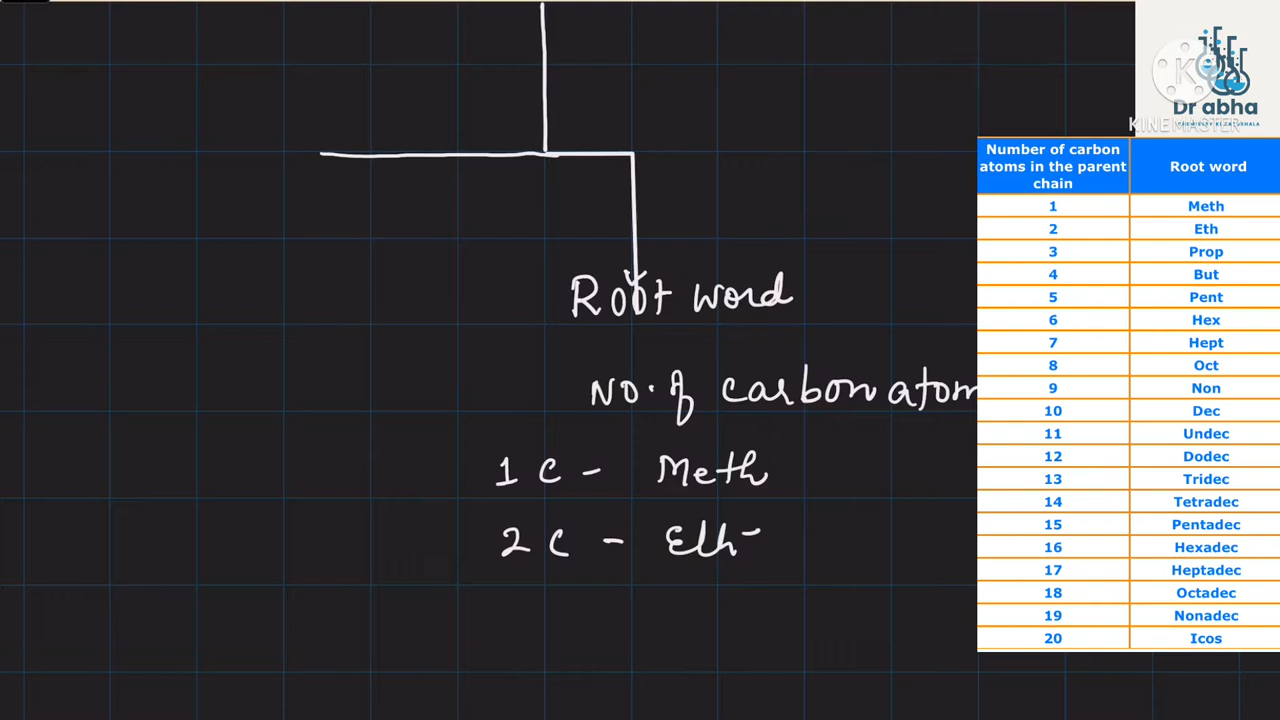 Root word
No. of carbon atom
1 C - Meth
2 C - Eth
Dr abha
KINEMASTER
Number of carbon atoms in the parent chain Root word
1 Meth
2 Eth
3 Prop
4 But
5 Pent
6 Hex
7 Hept
8 Oct
9 Non
10 Dec
11 Undec
12 Dodec
13 Tridec
14 Tetradec
15 Pentadec
16 Hexadec
17 Heptadec
18 Octadec
19 Nonadec
20 Icos